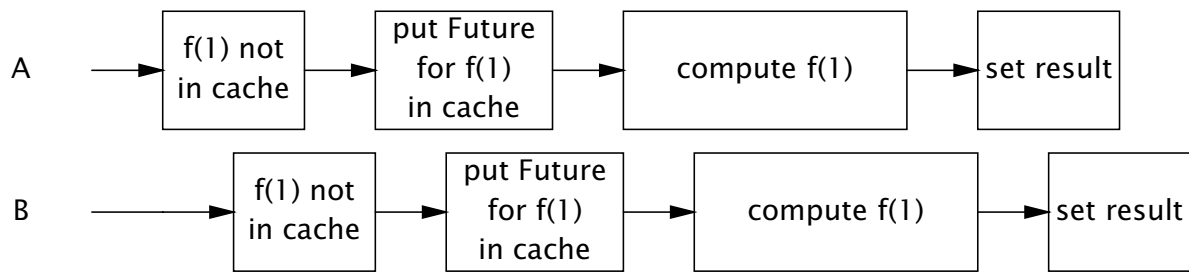 A
f(1) not
in cache
put Future
for f(1)
in cache
compute f(1)
set result
B
f(1) not
in cache
put Future
for f(1)
in cache
compute f(1)
set result